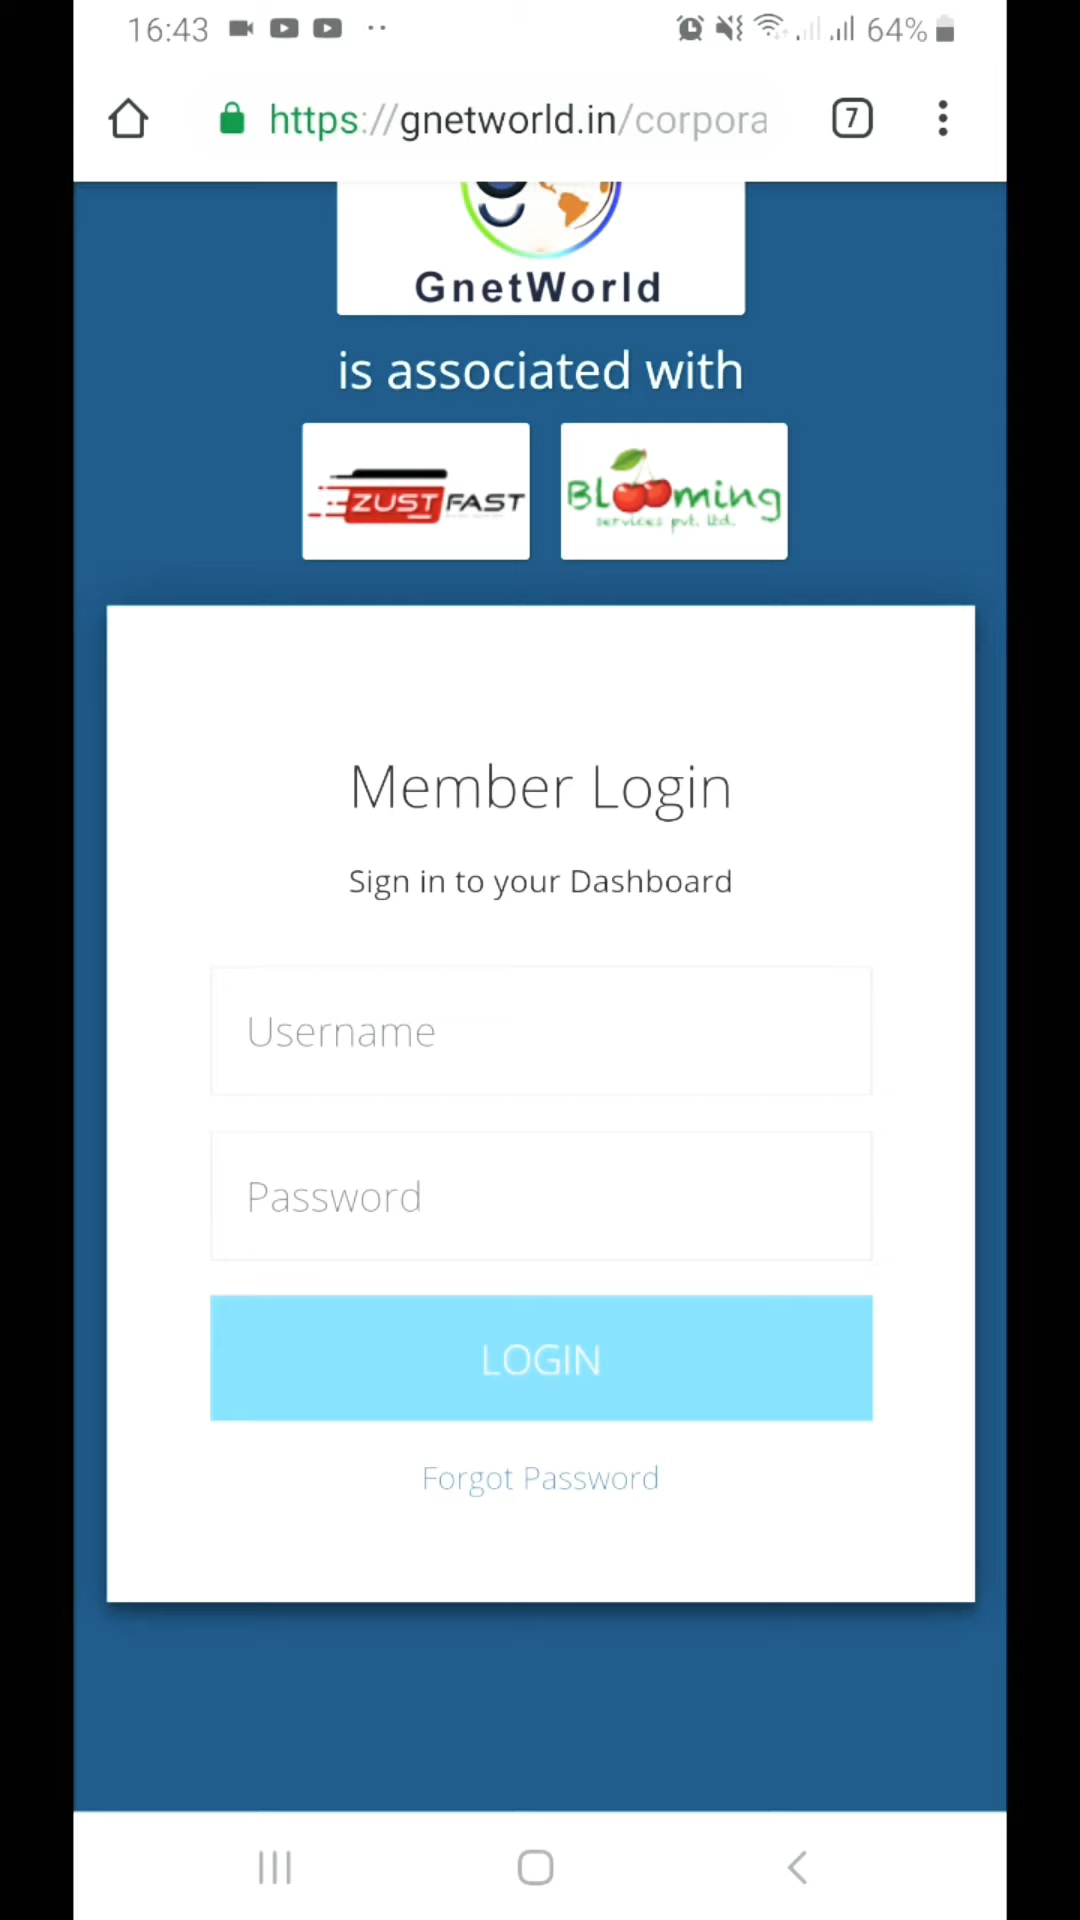 16:43
64%
https://gnetworld.in/corpora
7
GnetWorld
is associated with
ZUST FAST
Blooming
services pvt. ltd.
Member Login
Sign in to your Dashboard
Username
Password
LOGIN
Forgot Password